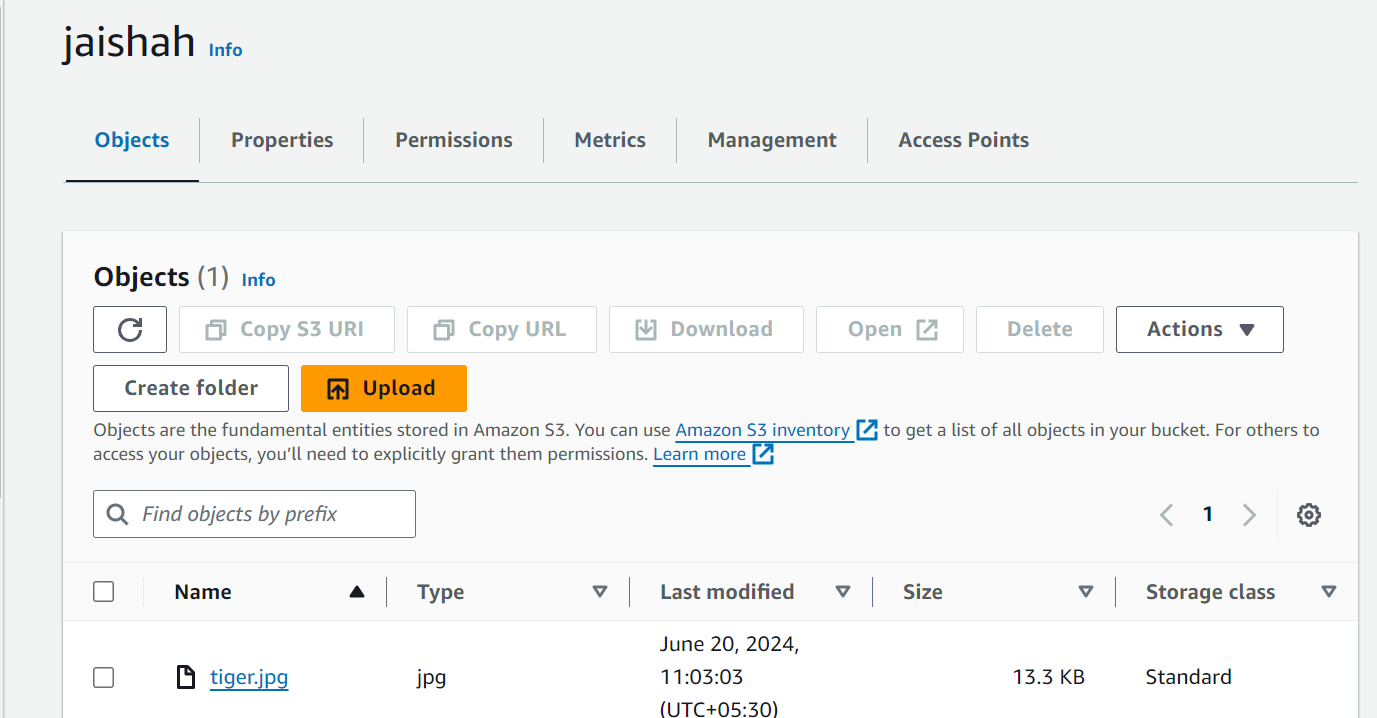 jaishah Info
Objects Properties Permissions Metrics Management Access Points
Objects (1) Info
Copy S3 URI Copy URL Download Open Delete Actions
Create folder Upload
Objects are the fundamental entities stored in Amazon S3. You can use Amazon S3 inventory to get a list of all objects in your bucket. For others to
access your objects, you’ll need to explicitly grant them permissions. Learn more
Find objects by prefix 1
Name Type Last modified Size Storage class
June 20, 2024,
tiger.jpg jpg 11:03:03 13.3 KB Standard
(UTC+05:30)